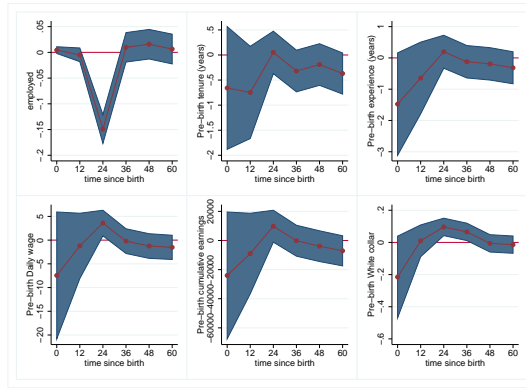 employed
.05
0
.05
-.1
-.15
-.2
0 12 24 36 48 60
time since birth
Pre-birth tenure (years)
.5
0
-.5
-1
-1.5
-2
0 12 24 36 48 60
time since birth
Pre-birth experience (years)
1
0
-1
-2
-3
0 12 24 36 48 60
time since birth
Pre-birth Daily wage
5
0
-5
-10
-15
-20
0 12 24 36 48 60
time since birth
Pre-birth cumulative earnings
20000
0
-20000
-40000
-60000
0 12 24 36 48 60
time since birth
Pre-birth White collar
.2
0
-.2
-.4
-.6
0 12 24 36 48 60
time since birth